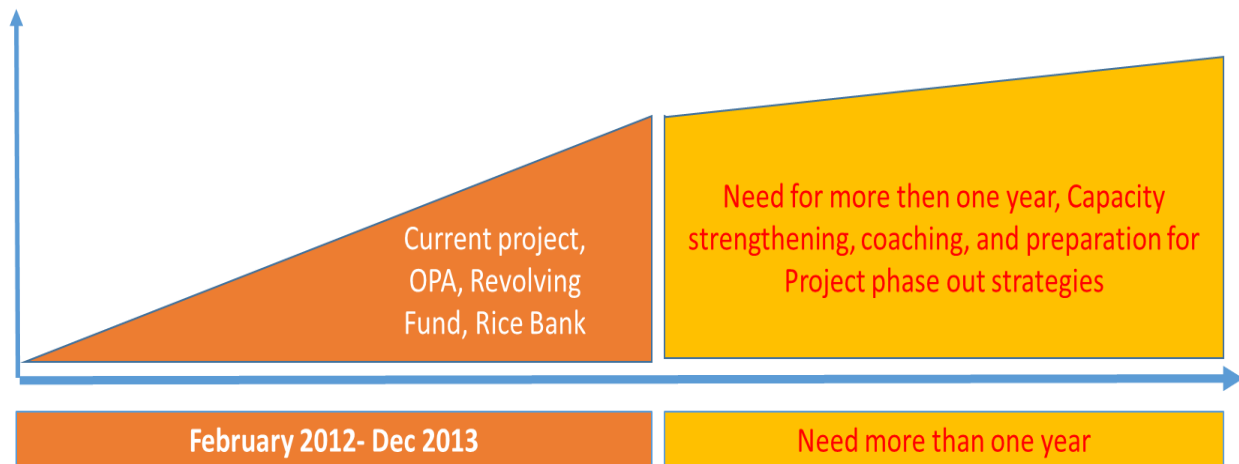 Current project,
OPA, Revolving
Fund, Rice Bank
Need for more then one year, Capacity
strengthening, coaching, and preparation for
Project phase out strategies
February 2012- Dec 2013
Need more than one year